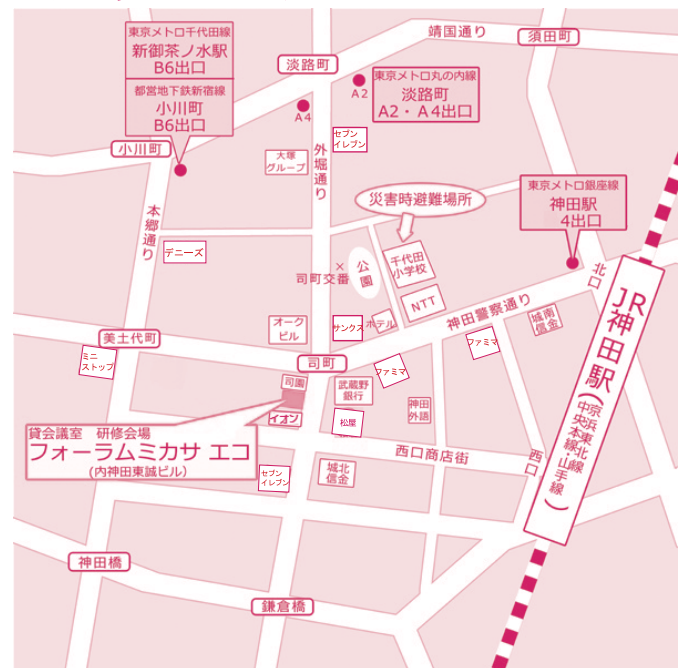 東京メトロ千代田線
新御茶ノ水駅
B6出口
都営地下鉄新宿線
小川町
B6出口
淡路町
靖国通り
須田町
A2
東京メトロ丸の内線
淡路町
A2・A4出口
A4
セブン
イレブン
小川町
外堀通り
大塚
グループ
本郷通り
災害時避難場所
東京メトロ銀座線
神田駅
4出口
デニーズ
司町交番
×
公園
千代田
小学校
NTT
北口
神田警察通り
オーク
ビル
サンクス
ホテル
城南
信金
美土代町
司町
ファミマ
ファミマ
JR神田駅(京浜東北線・山手線
中央本線)
ミニ
ストップ
司園
武蔵野
銀行
神田
外語
イオン
松屋
貸会議室 研修会場
フォーラムミカサ エコ
(内神田東誠ビル)
西口商店街
西口
セブン
イレブン
城北
信金
神田橋
鎌倉橋